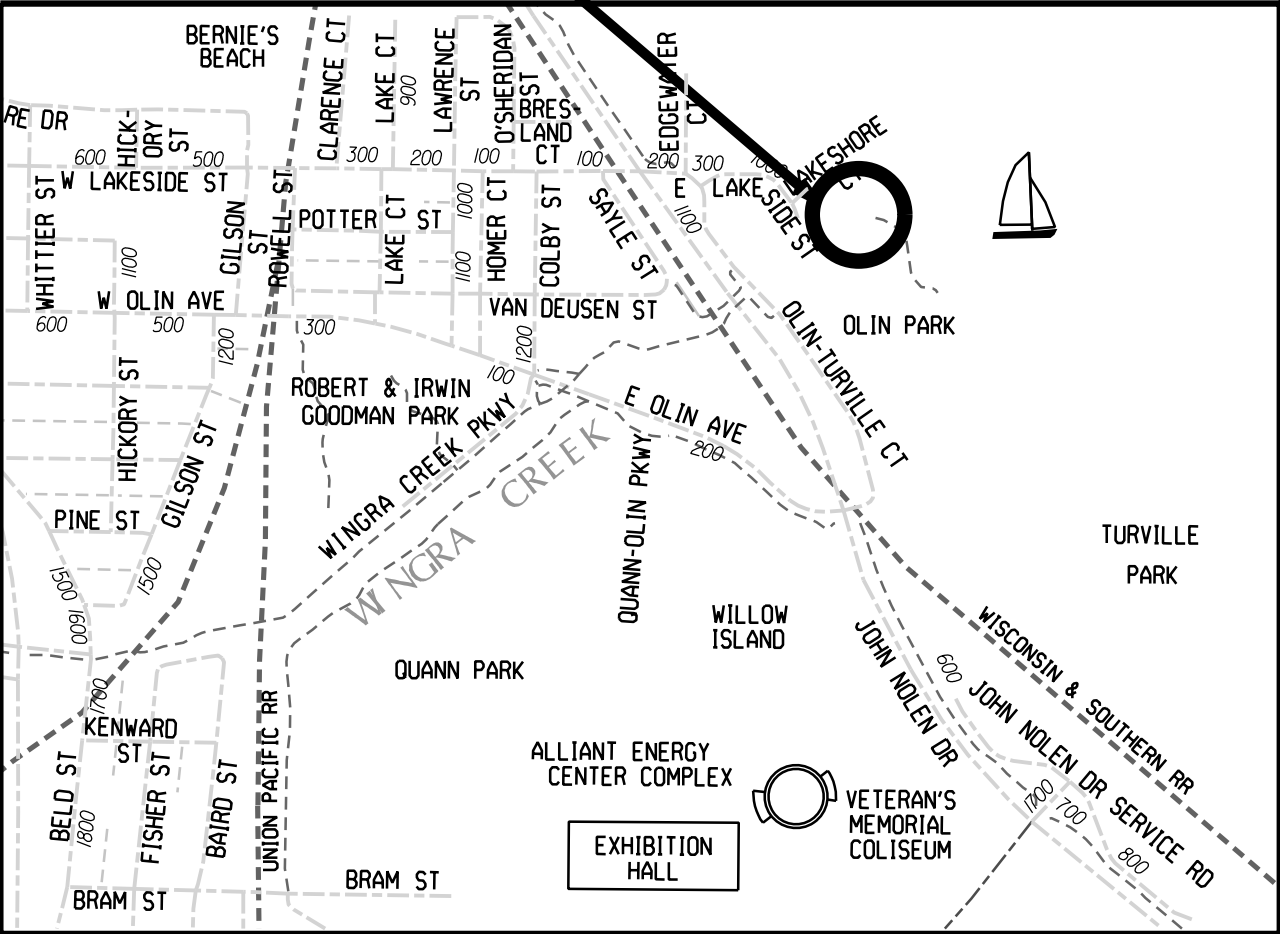 BERNIE'S
BEACH
CLARENCE CT
LAKE CT
900
LAWRENCE
ST
O'SHERIDAN
ST
BRES-
LAND
CT
EDGEWATER
CT
LAKESHORE
CT
RE DR
HICK-
ORY
ST
600
500
300
200
100
100
200
300
1000
W LAKESIDE ST
E LAKESIDE ST
WHITTIER ST
1100
GILSON
ST
ROWELL ST
POTTER ST
LAKE CT
1000
1100
HOMER CT
COLBY ST
SAYLE ST
1100
W OLIN AVE
600
500
300
VAN DEUSEN ST
OLIN-TURVILLE CT
OLIN PARK
1200
1200
100
HICKORY ST
GILSON ST
ROBERT & IRWIN
GOODMAN PARK
WINGRA CREEK PKWY
WINGRA CREEK
E OLIN AVE
200
QUANN-OLIN PKWY
PINE ST
1500
1500
1600
1700
TURVILLE
PARK
WILLOW
ISLAND
QUANN PARK
JOHN NOLEN DR
600
WISCONSIN & SOUTHERN RR
JOHN NOLEN DR SERVICE RD
700
800
KENWARD
ST
BELD ST
1800
FISHER ST
BAIRD ST
UNION PACIFIC RR
ALLIANT ENERGY
CENTER COMPLEX
VETERAN'S
MEMORIAL
COLISEUM
EXHIBITION
HALL
BRAM ST
BRAM ST